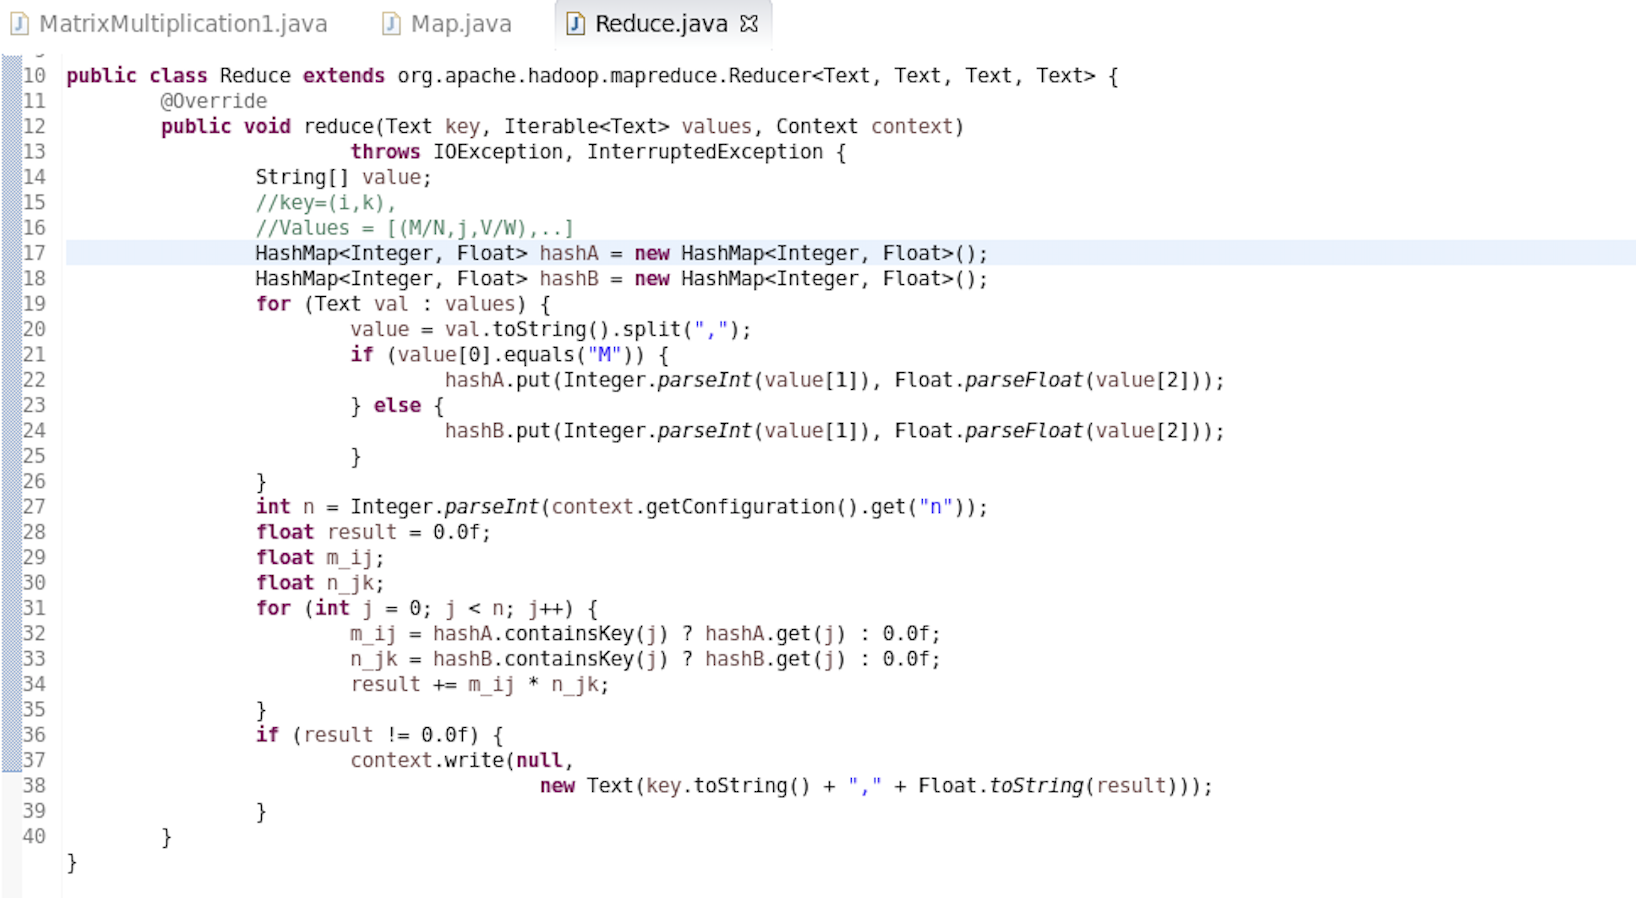 MatrixMultiplication1.java Map.java Reduce.java
10 public class Reduce extends org.apache.hadoop.mapreduce.Reducer<Text, Text, Text, Text> {
11 @Override
12 public void reduce(Text key, Iterable<Text> values, Context context)
13 throws IOException, InterruptedException {
14 String[] value;
15 //key=(i,k),
16 //Values = [(M/N,j,V/W),..]
17 HashMap<Integer, Float> hashA = new HashMap<Integer, Float>();
18 HashMap<Integer, Float> hashB = new HashMap<Integer, Float>();
19 for (Text val : values) {
20 value = val.toString().split(",");
21 if (value[0].equals("M")) {
22 hashA.put(Integer.parseInt(value[1]), Float.parseFloat(value[2]));
23 } else {
24 hashB.put(Integer.parseInt(value[1]), Float.parseFloat(value[2]));
25 }
26 }
27 int n = Integer.parseInt(context.getConfiguration().get("n"));
28 float result = 0.0f;
29 float m_ij;
30 float n_jk;
31 for (int j = 0; j < n; j++) {
32 m_ij = hashA.containsKey(j) ? hashA.get(j) : 0.0f;
33 n_jk = hashB.containsKey(j) ? hashB.get(j) : 0.0f;
34 result += m_ij * n_jk;
35 }
36 if (result != 0.0f) {
37 context.write(null,
38 new Text(key.toString() + "," + Float.toString(result)));
39 }
40 }
}